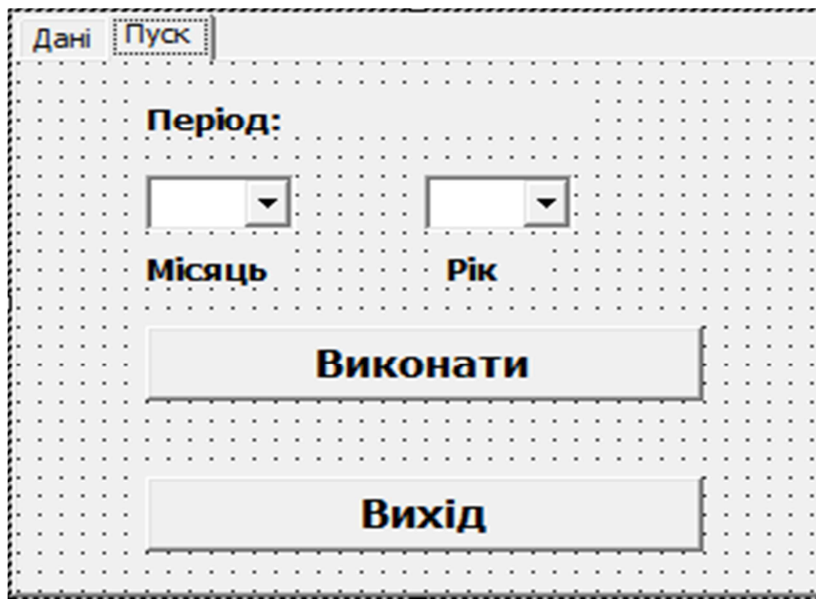 Дані Пуск
Період:
Місяць Рік
Виконати
Вихід